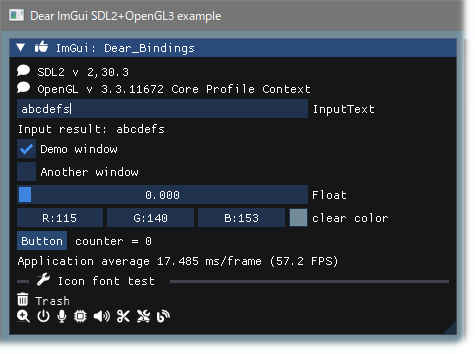 Dear ImGui SDL2+OpenGL3 example
ImGui: Dear_Bindings
SDL2 v 2,30.3
OpenGL v 3.3.11672 Core Profile Context
abcdefs InputText
Input result: abcdefs
Demo window
Another window
0.000 Float
R:115 G:140 B:153 clear color
Button counter = 0
Application average 17.485 ms/frame (57.2 FPS)
Icon font test
Trash